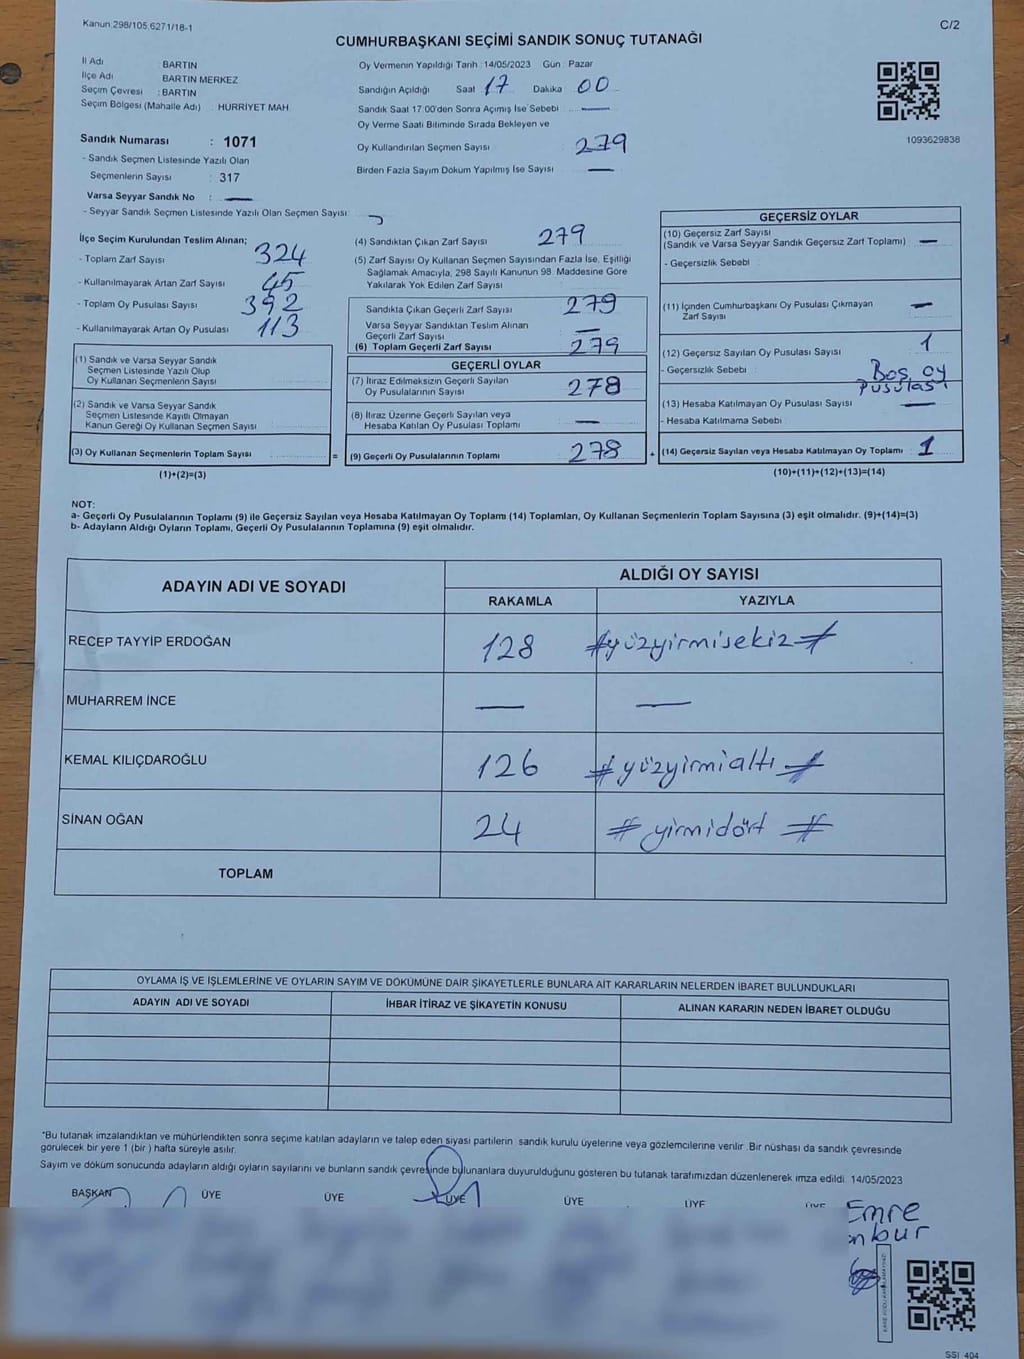 Kanun:298/105,6271/18-1
C/2
CUMHURBAŞKANI SEÇİMİ SANDIK SONUÇ TUTANAĞI
İl Adı : BARTIN
İlçe Adı : BARTIN MERKEZ
Seçim Çevresi : BARTIN
Seçim Bölgesi (Mahalle Adı) : HÜRRİYET MAH
Sandık Numarası : 1071
- Sandık Seçmen Listesinde Yazılı Olan
Seçmenlerin Sayısı : 317
Varsa Seyyar Sandık No : —
- Seyyar Sandık Seçmen Listesinde Yazılı Olan Seçmen Sayısı:
Oy Vermenin Yapıldığı Tarih : 14/05/2023 Gün : Pazar
Sandığın Açıldığı Saat 17 Dakika 00
Sandık Saat 17:00'den Sonra Açımış İse Sebebi : —
Oy Verme Saati Bitiminde Sırada Bekleyen ve
Oy Kullandırılan Seçmen Sayısı : 279
Birden Fazla Sayım Döküm Yapılmış İse Sayısı : —
1093629838
İlçe Seçim Kurulundan Teslim Alınan;
- Toplam Zarf Sayısı : 324
- Kullanılmayarak Artan Zarf Sayısı : 45
- Toplam Oy Pusulası Sayısı : 392
- Kullanılmayarak Artan Oy Pusulası : 113
(1) Sandık ve Varsa Seyyar Sandık
Seçmen Listesinde Yazılı Olup
Oy Kullanan Seçmenlerin Sayısı :
(2) Sandık ve Varsa Seyyar Sandık
Seçmen Listesinde Kayıtlı Olmayan
Kanun Gereği Oy Kullanan Seçmen Sayısı :
(3) Oy Kullanan Seçmenlerin Toplam Sayısı :
(1)+(2)=(3)
(4) Sandıktan Çıkan Zarf Sayısı : 279
(5) Zarf Sayısı Oy Kullanan Seçmen Sayısından Fazla İse, Eşitliği
Sağlamak Amacıyla, 298 Sayılı Kanunun 98. Maddesine Göre
Yakılarak Yok Edilen Zarf Sayısı :
Sandıkta Çıkan Geçerli Zarf Sayısı : 279
Varsa Seyyar Sandıktan Teslim Alınan
Geçerli Zarf Sayısı : —
(6) Toplam Geçerli Zarf Sayısı : 279
GEÇERLİ OYLAR
(7) İtiraz Edilmeksizin Geçerli Sayılan
Oy Pusulalarının Sayısı : 278
(8) İtiraz Üzerine Geçerli Sayılan veya
Hesaba Katılan Oy Pusulası Toplamı : —
= (9) Geçerli Oy Pusulalarının Toplamı : 278
GEÇERSİZ OYLAR
(10) Geçersiz Zarf Sayısı
(Sandık ve Varsa Seyyar Sandık Geçersiz Zarf Toplamı) : —
- Geçersizlik Sebebi :
(11) İçinden Cumhurbaşkanı Oy Pusulası Çıkmayan
Zarf Sayısı : —
(12) Geçersiz Sayılan Oy Pusulası Sayısı : 1
- Geçersizlik Sebebi : Boş oy
pusulası
(13) Hesaba Katılmayan Oy Pusulası Sayısı : —
- Hesaba Katılmama Sebebi :
+ (14) Geçersiz Sayılan veya Hesaba Katılmayan Oy Toplamı : 1
(10)+(11)+(12)+(13)=(14)
NOT:
a- Geçerli Oy Pusulalarının Toplamı (9) ile Geçersiz Sayılan veya Hesaba Katılmayan Oy Toplamı (14) Toplamları, Oy Kullanan Seçmenlerin Toplam Sayısına (3) eşit olmalıdır. (9)+(14)=(3)
b- Adayların Aldığı Oyların Toplamı, Geçerli Oy Pusulalarının Toplamına (9) eşit olmalıdır.
ADAYIN ADI VE SOYADI
ALDIĞI OY SAYISI
RAKAMLA YAZIYLA
RECEP TAYYİP ERDOĞAN 128 #yüzyirmisekiz#
MUHARREM İNCE — —
KEMAL KILIÇDAROĞLU 126 #yüzyirmialtı#
SİNAN OĞAN 24 #yirmidört#
TOPLAM
OYLAMA İŞ VE İŞLEMLERİNE VE OYLARIN SAYIM VE DÖKÜMÜNE DAİR ŞİKAYETLERLE BUNLARA AİT KARARLARIN NELERDEN İBARET BULUNDUKLARI
ADAYIN ADI VE SOYADI İHBAR İTİRAZ VE ŞİKAYETİN KONUSU ALINAN KARARIN NEDEN İBARET OLDUĞU
*Bu tutanak imzalandıktan ve mühürlendikten sonra seçime katılan adayların ve talep eden siyasi partilerin sandık kurulu üyelerine veya gözlemcilerine verilir. Bir nüshası da sandık çevresinde
görülecek bir yere 1 (bir ) hafta süreyle asılır.
Sayım ve döküm sonucunda adayların aldığı oyların sayılarını ve bunların sandık çevresinde bulunanlara duyurulduğunu gösteren bu tutanak tarafımızdan düzenlenerek imza edildi. 14/05/2023
BAŞKAN ÜYE ÜYE ÜYE ÜYE ÜYE ÜYE
Emre
SSİ 404